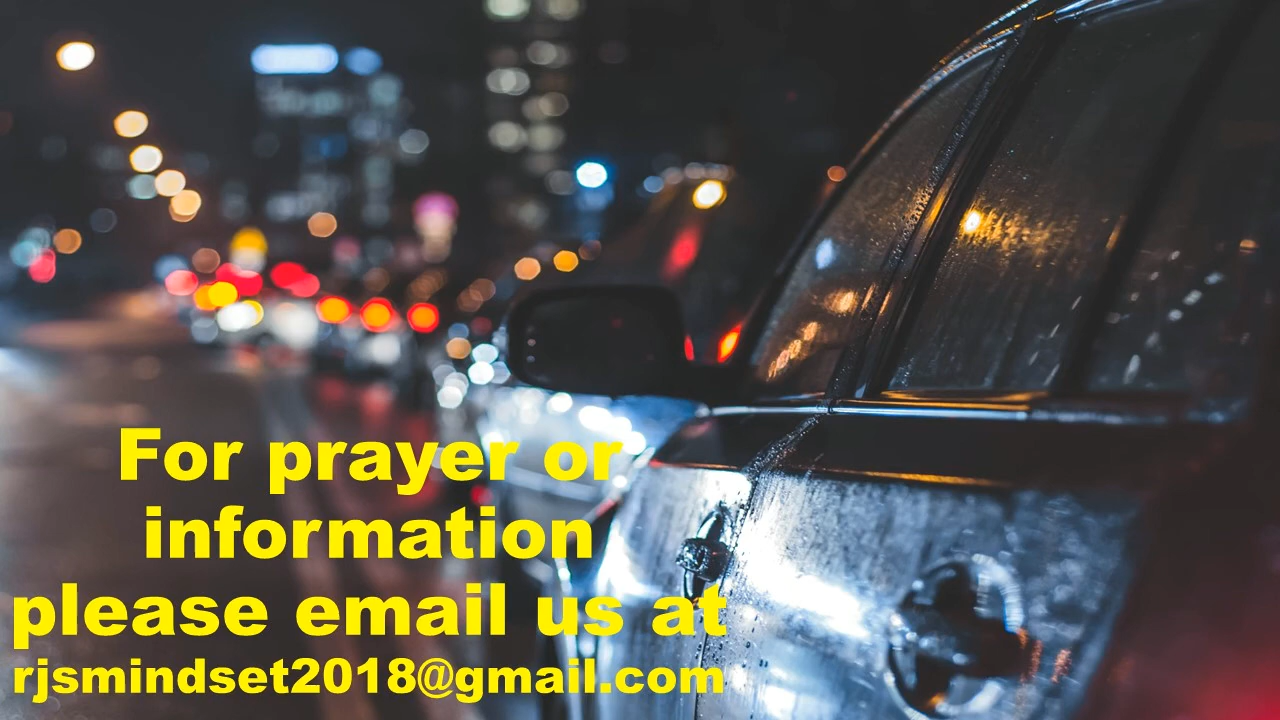 For prayer or
information
please email us at
rjsmindset2018@gmail.com